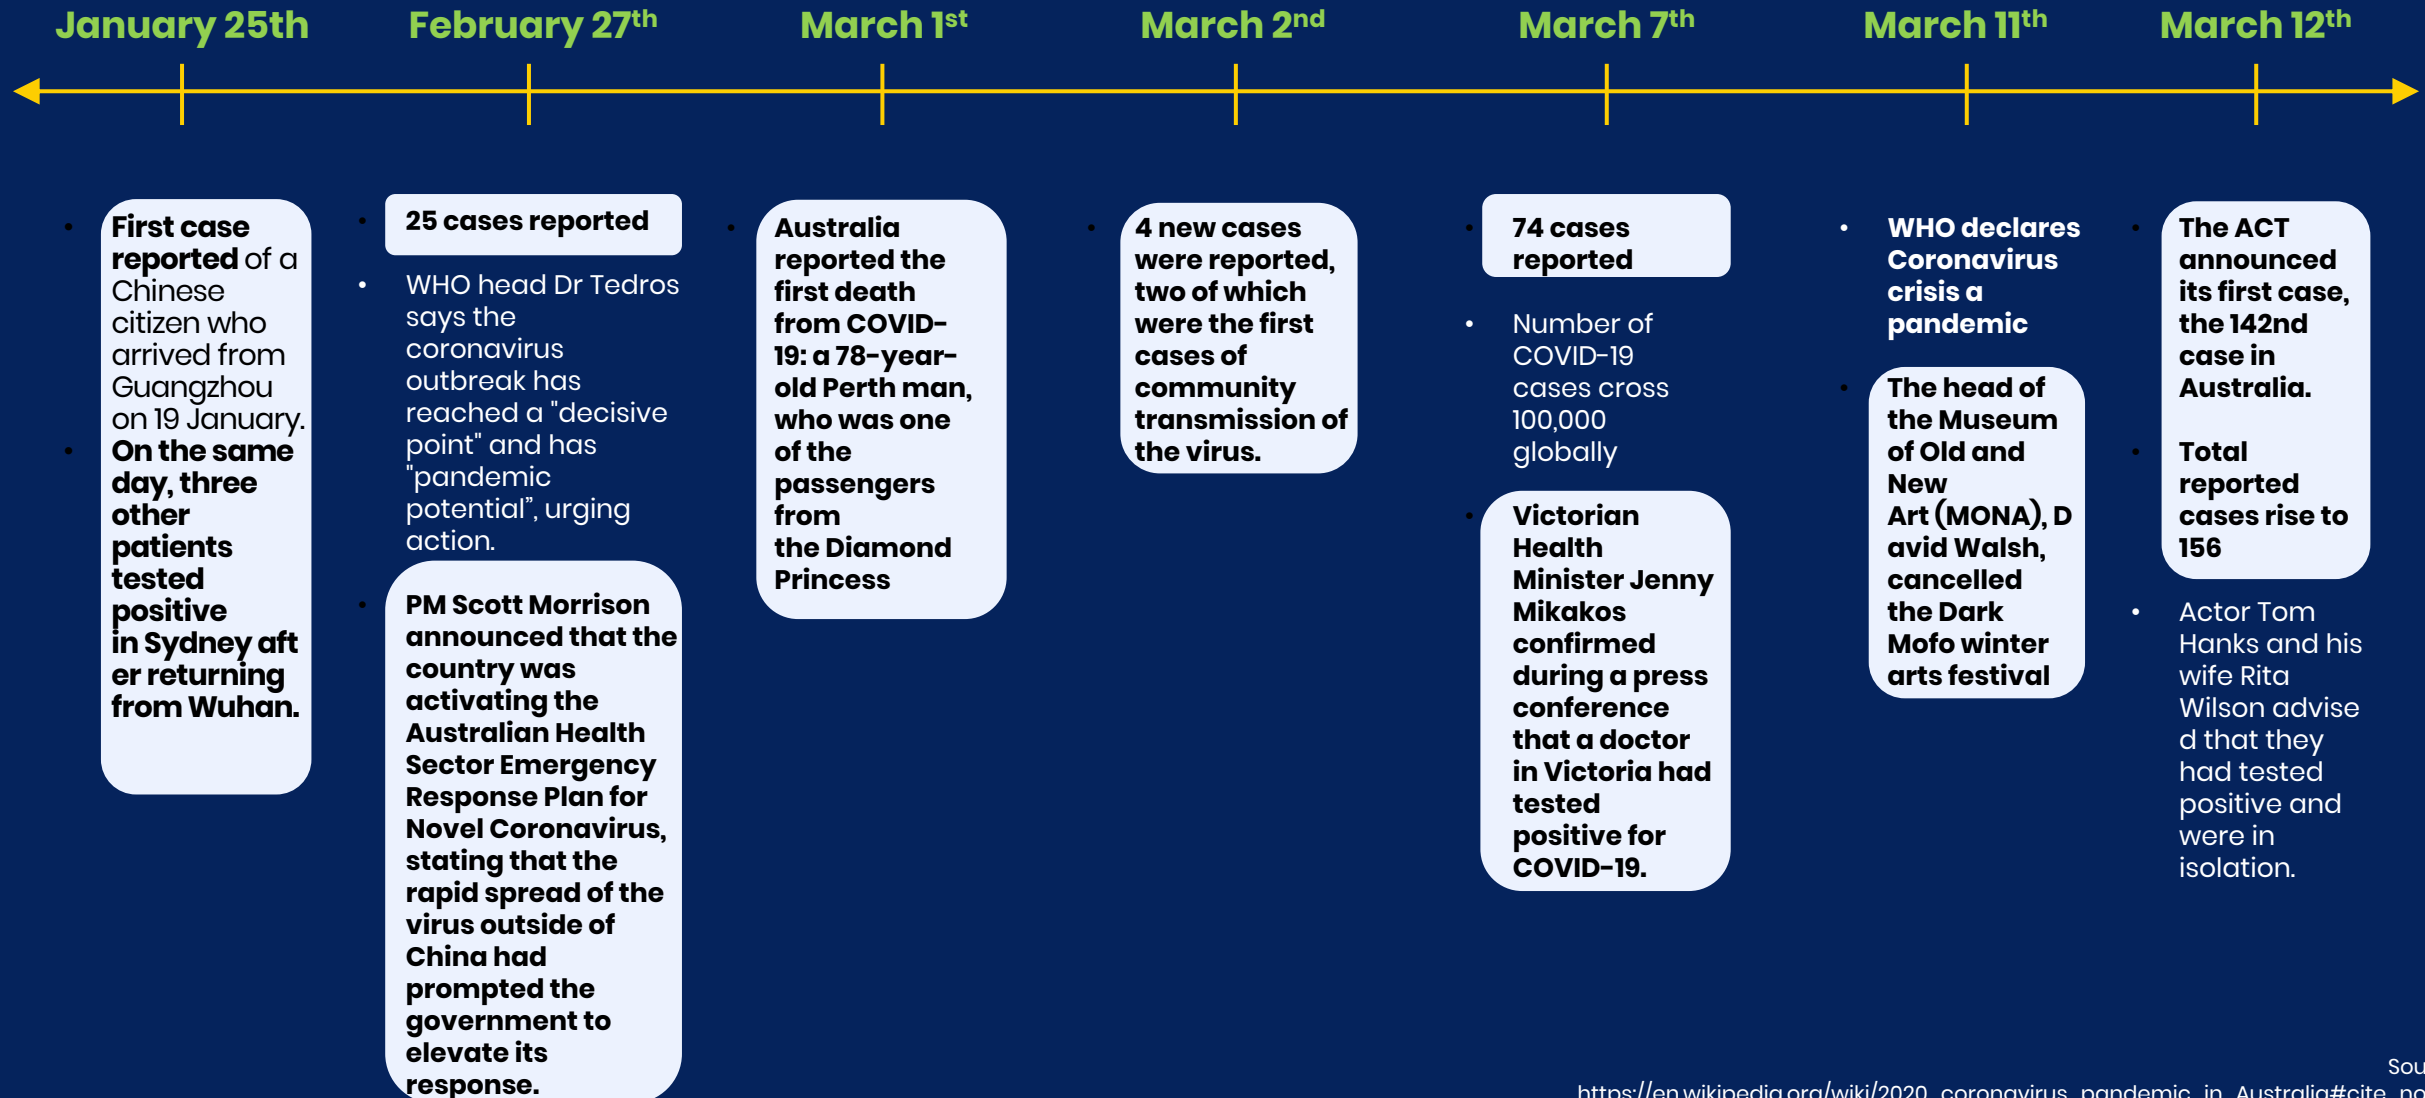 January 25th
February 27th
March 1st
March 2nd
March 7th
March 11th
March 12th
• First case
reported of a
Chinese
citizen who
arrived from
Guangzhou
on 19 January.
• On the same
day, three
other
patients
tested
positive
in Sydney aft
er returning
from Wuhan.
• 25 cases reported
• WHO head Dr Tedros
says the
coronavirus
outbreak has
reached a "decisive
point" and has
"pandemic
potential”, urging
action.
• PM Scott Morrison
announced that the
country was
activating the
Australian Health
Sector Emergency
Response Plan for
Novel Coronavirus,
stating that the
rapid spread of the
virus outside of
China had
prompted the
government to
elevate its
response.
• Australia
reported the
first death
from COVID-
19: a 78-year-
old Perth man,
who was one
of the
passengers
from
the Diamond
Princess
• 4 new cases
were reported,
two of which
were the first
cases of
community
transmission of
the virus.
• 74 cases
reported
• Number of
COVID-19
cases cross
100,000
globally
• Victorian
Health
Minister Jenny
Mikakos
confirmed
during a press
conference
that a doctor
in Victoria had
tested
positive for
COVID-19.
• WHO declares
Coronavirus
crisis a
pandemic
• The head of
the Museum
of Old and
New
Art (MONA), D
avid Walsh,
cancelled
the Dark
Mofo winter
arts festival
• The ACT
announced
its first case,
the 142nd
case in
Australia.
• Total
reported
cases rise to
156
• Actor Tom
Hanks and his
wife Rita
Wilson advise
d that they
had tested
positive and
were in
isolation.
Sou
https://en.wikipedia.org/wiki/2020_coronavirus_pandemic_in_Australia#cite_no